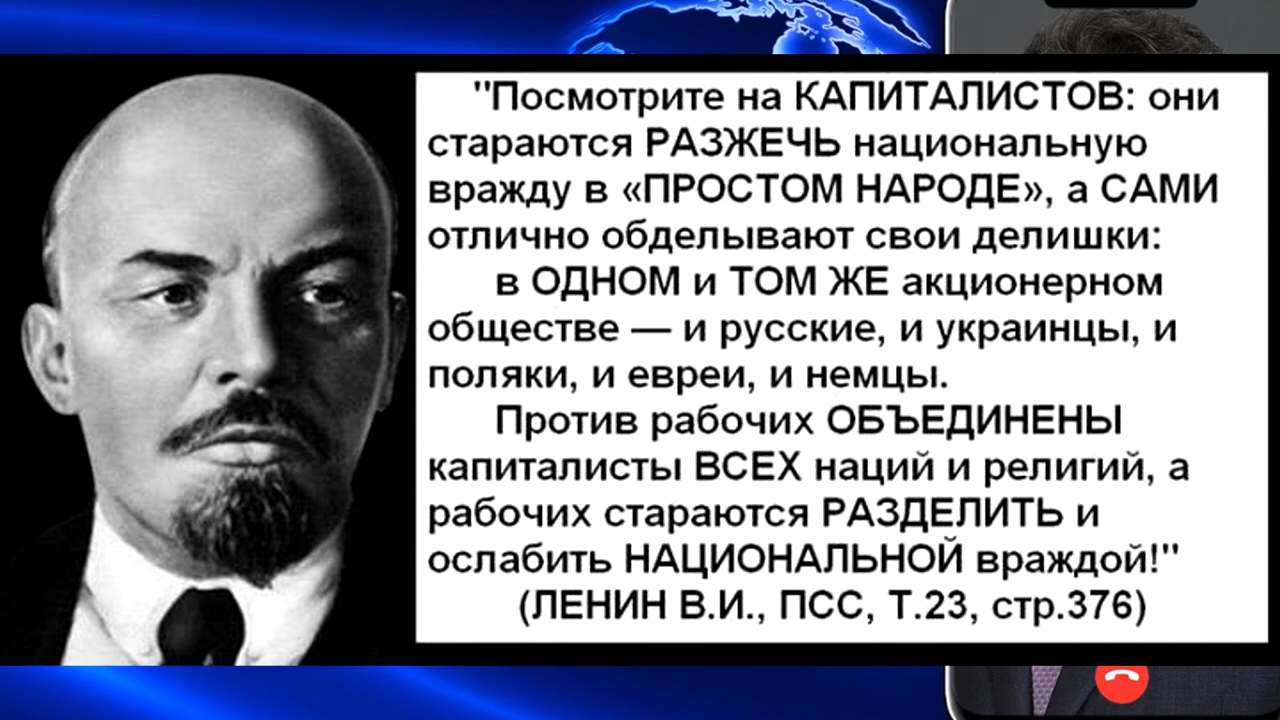 "Посмотрите на КАПИТАЛИСТОВ: они
стараются РАЗЖЕЧЬ национальную
вражду в «ПРОСТОМ НАРОДЕ», а САМИ
отлично обделывают свои делишки:
в ОДНОМ и ТОМ ЖЕ акционерном
обществе — и русские, и украинцы, и
поляки, и евреи, и немцы.
Против рабочих ОБЪЕДИНЕНЫ
капиталисты ВСЕХ наций и религий, а
рабочих стараются РАЗДЕЛИТЬ и
ослабить НАЦИОНАЛЬНОЙ враждой!"
(ЛЕНИН В.И., ПСС, Т.23, стр.376)